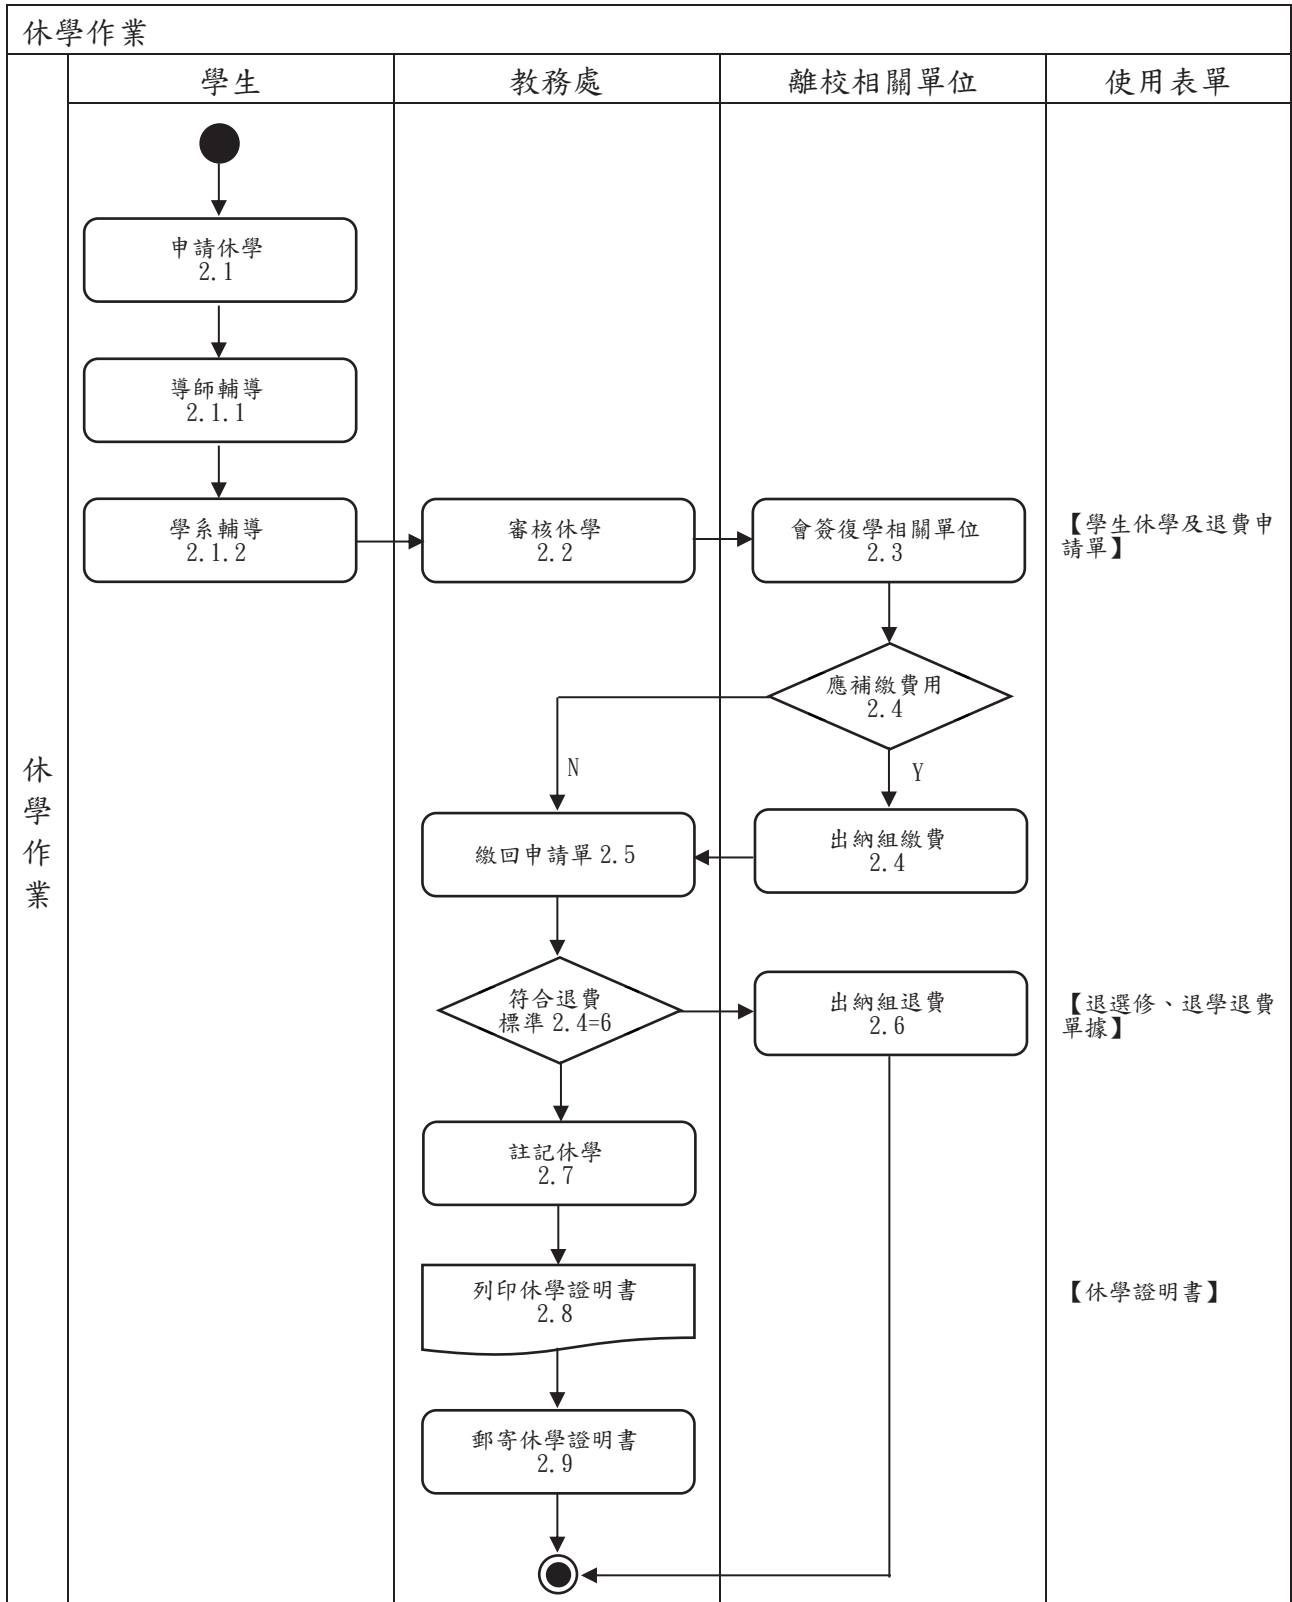 休學作業
學生
教務處
離校相關單位
使用表單
休
學
作
業
申請休學
2.1
導師輔導
2.1.1
學系輔導
2.1.2
審核休學
2.2
會簽復學相關單位
2.3
【學生休學及退費申
請單】
應補繳費用
2.4
N
Y
繳回申請單 2.5
出納組繳費
2.4
符合退費
標準 2.4=6
出納組退費
2.6
【退選修、退學退費
單據】
註記休學
2.7
列印休學證明書
2.8
【休學證明書】
郵寄休學證明書
2.9